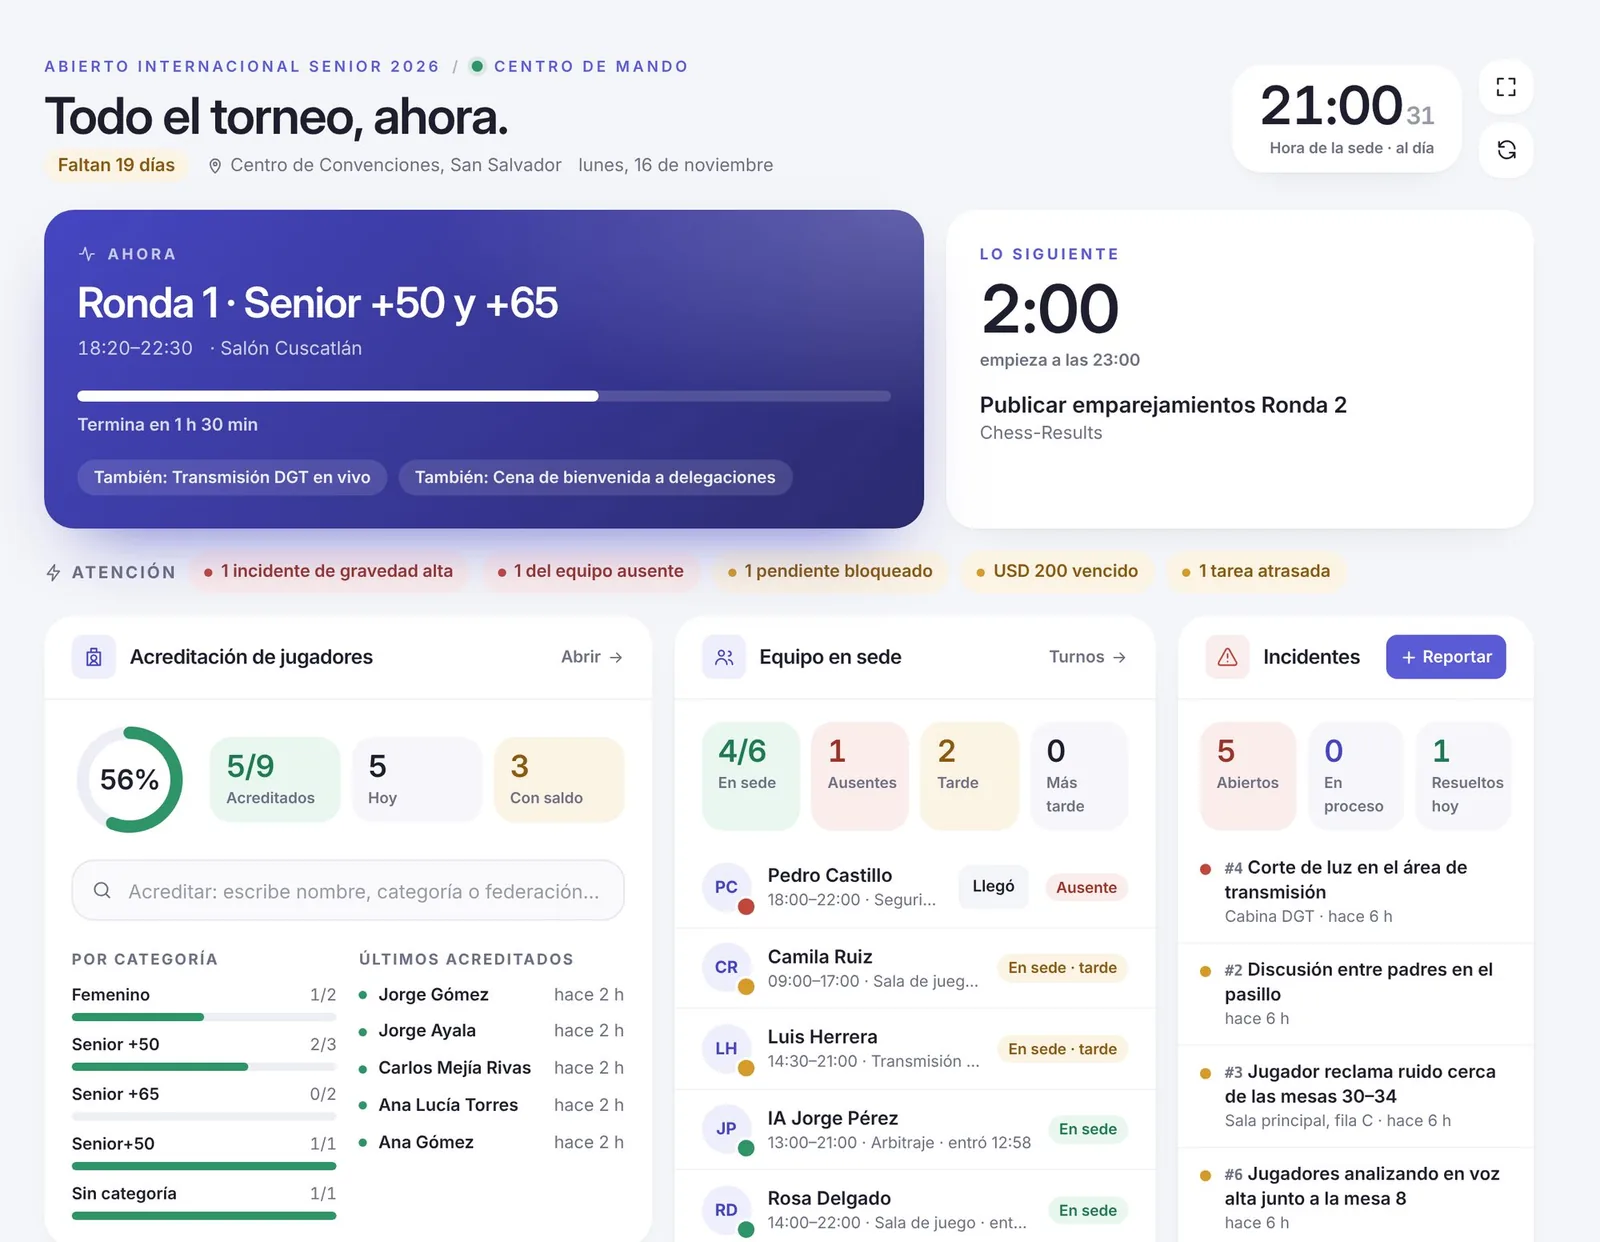 ABIERTO INTERNACIONAL SENIOR 2026 / CENTRO DE MANDO
Todo el torneo, ahora.
Faltan 19 días Centro de Convenciones, San Salvador lunes, 16 de noviembre
21:00 31
Hora de la sede · al día
AHORA
Ronda 1 · Senior +50 y +65
18:20–22:30 · Salón Cuscatlán
Termina en 1 h 30 min
También: Transmisión DGT en vivo
También: Cena de bienvenida a delegaciones
LO SIGUIENTE
2:00
empieza a las 23:00
Publicar emparejamientos Ronda 2
Chess-Results
ATENCIÓN
1 incidente de gravedad alta
1 del equipo ausente
1 pendiente bloqueado
USD 200 vencido
1 tarea atrasada
Acreditación de jugadores
Abrir →
56%
5/9
Acreditados
5
Hoy
3
Con saldo
Acreditar: escribe nombre, categoría o federación...
POR CATEGORÍA
Femenino 1/2
Senior +50 2/3
Senior +65 0/2
Senior+50 1/1
Sin categoría 1/1
ÚLTIMOS ACREDITADOS
Jorge Gómez hace 2 h
Jorge Ayala hace 2 h
Carlos Mejía Rivas hace 2 h
Ana Lucía Torres hace 2 h
Ana Gómez hace 2 h
Equipo en sede
Turnos →
4/6
En sede
1
Ausentes
2
Tarde
0
Más
tarde
PC
Pedro Castillo
18:00–22:00 · Seguri...
Llegó
Ausente
CR
Camila Ruiz
09:00–17:00 · Sala de jueg...
En sede · tarde
LH
Luis Herrera
14:30–21:00 · Transmisión ...
En sede · tarde
JP
IA Jorge Pérez
13:00–21:00 · Arbitraje · entró 12:58
En sede
RD
Rosa Delgado
14:00–22:00 · Sala de juego · ent...
En sede
Incidentes
+ Reportar
5
Abiertos
0
En
proceso
1
Resueltos
hoy
#4 Corte de luz en el área de
transmisión
Cabina DGT · hace 6 h
#2 Discusión entre padres en el
pasillo
hace 6 h
#3 Jugador reclama ruido cerca
de las mesas 30–34
Sala principal, fila C · hace 6 h
#6 Jugadores analizando en voz
alta junto a la mesa 8
hace 6 h